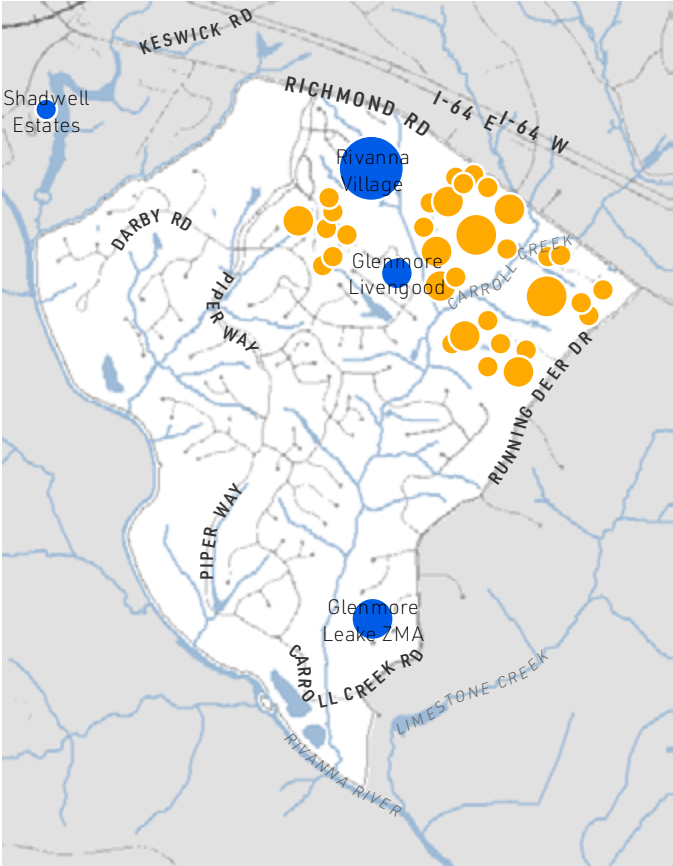 KESWICK RD
RICHMOND RD
I-64 E
I-64 W
Shadwell
Estates
Rivanna
Village
DARBY RD
Glenmore
Livengood
CARROLL CREEK
PIPER WAY
RUNNING DEER DR
PIPER WAY
Glenmore
Leake ZMA
CARROLL CREEK RD
LIMESTONE CREEK
RIVANNA RIVER